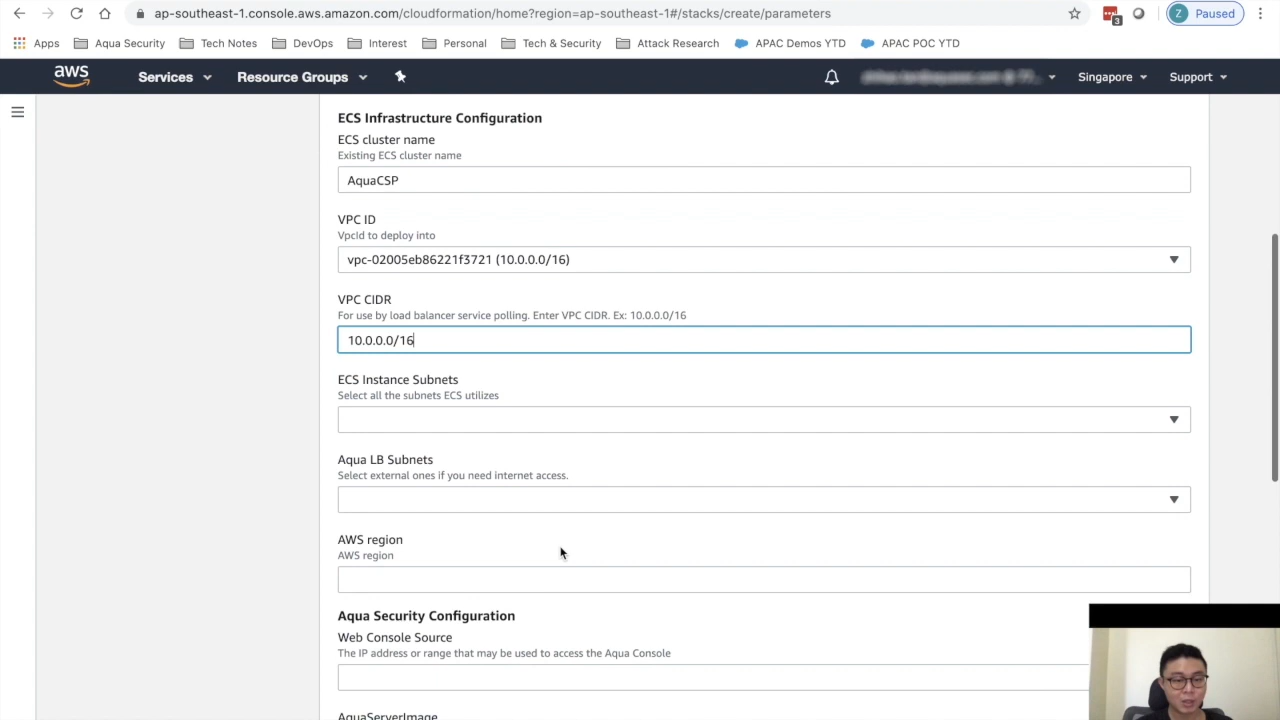 ap-southeast-1.console.aws.amazon.com/cloudformation/home?region=ap-southeast-1#/stacks/create/parameters
3
Z
Paused
Apps
Aqua Security
Tech Notes
DevOps
Interest
Personal
Tech & Security
Attack Research
APAC Demos YTD
APAC POC YTD
aws
Services
Resource Groups
Singapore
Support
ECS Infrastructure Configuration
ECS cluster name
Existing ECS cluster name
AquaCSP
VPC ID
VpcId to deploy into
vpc-02005eb86221f3721 (10.0.0.0/16)
VPC CIDR
For use by load balancer service polling. Enter VPC CIDR. Ex: 10.0.0.0/16
10.0.0.0/16
ECS Instance Subnets
Select all the subnets ECS utilizes
Aqua LB Subnets
Select external ones if you need internet access.
AWS region
AWS region
Aqua Security Configuration
Web Console Source
The IP address or range that may be used to access the Aqua Console
AquaServerImage